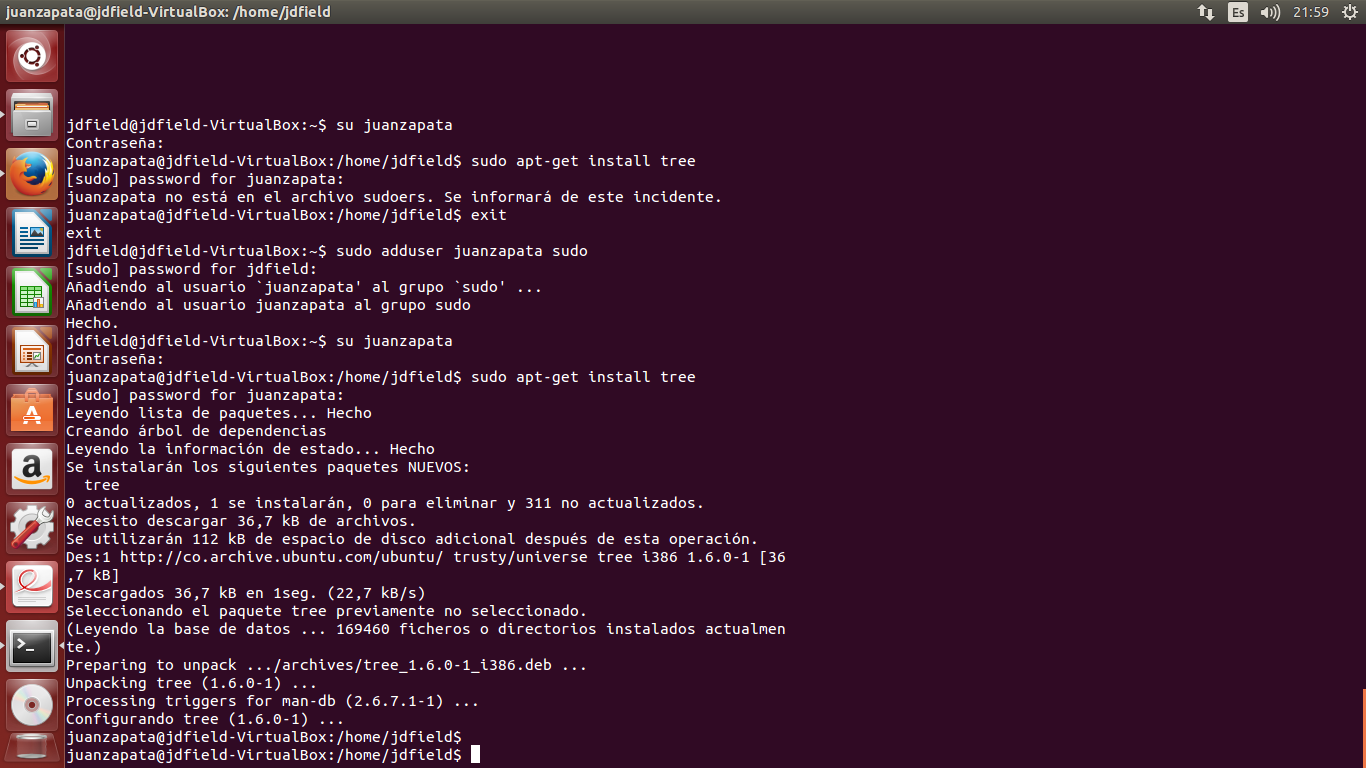 juanzapata@jdfield-VirtualBox: /home/jdfield
Es
21:59
jdfield@jdfield-VirtualBox:~$ su juanzapata
Contraseña:
juanzapata@jdfield-VirtualBox:/home/jdfield$ sudo apt-get install tree
[sudo] password for juanzapata:
juanzapata no está en el archivo sudoers. Se informará de este incidente.
juanzapata@jdfield-VirtualBox:/home/jdfield$ exit
exit
jdfield@jdfield-VirtualBox:~$ sudo adduser juanzapata sudo
[sudo] password for jdfield:
Añadiendo al usuario `juanzapata' al grupo `sudo' ...
Añadiendo al usuario juanzapata al grupo sudo
Hecho.
jdfield@jdfield-VirtualBox:~$ su juanzapata
Contraseña:
juanzapata@jdfield-VirtualBox:/home/jdfield$ sudo apt-get install tree
[sudo] password for juanzapata:
Leyendo lista de paquetes... Hecho
Creando árbol de dependencias
Leyendo la información de estado... Hecho
Se instalarán los siguientes paquetes NUEVOS:
  tree
0 actualizados, 1 se instalarán, 0 para eliminar y 311 no actualizados.
Necesito descargar 36,7 kB de archivos.
Se utilizarán 112 kB de espacio de disco adicional después de esta operación.
Des:1 http://co.archive.ubuntu.com/ubuntu/ trusty/universe tree i386 1.6.0-1 [36
,7 kB]
Descargados 36,7 kB en 1seg. (22,7 kB/s)
Seleccionando el paquete tree previamente no seleccionado.
(Leyendo la base de datos ... 169460 ficheros o directorios instalados actualmen
te.)
Preparing to unpack .../archives/tree_1.6.0-1_i386.deb ...
Unpacking tree (1.6.0-1) ...
Processing triggers for man-db (2.6.7.1-1) ...
Configurando tree (1.6.0-1) ...
juanzapata@jdfield-VirtualBox:/home/jdfield$
juanzapata@jdfield-VirtualBox:/home/jdfield$